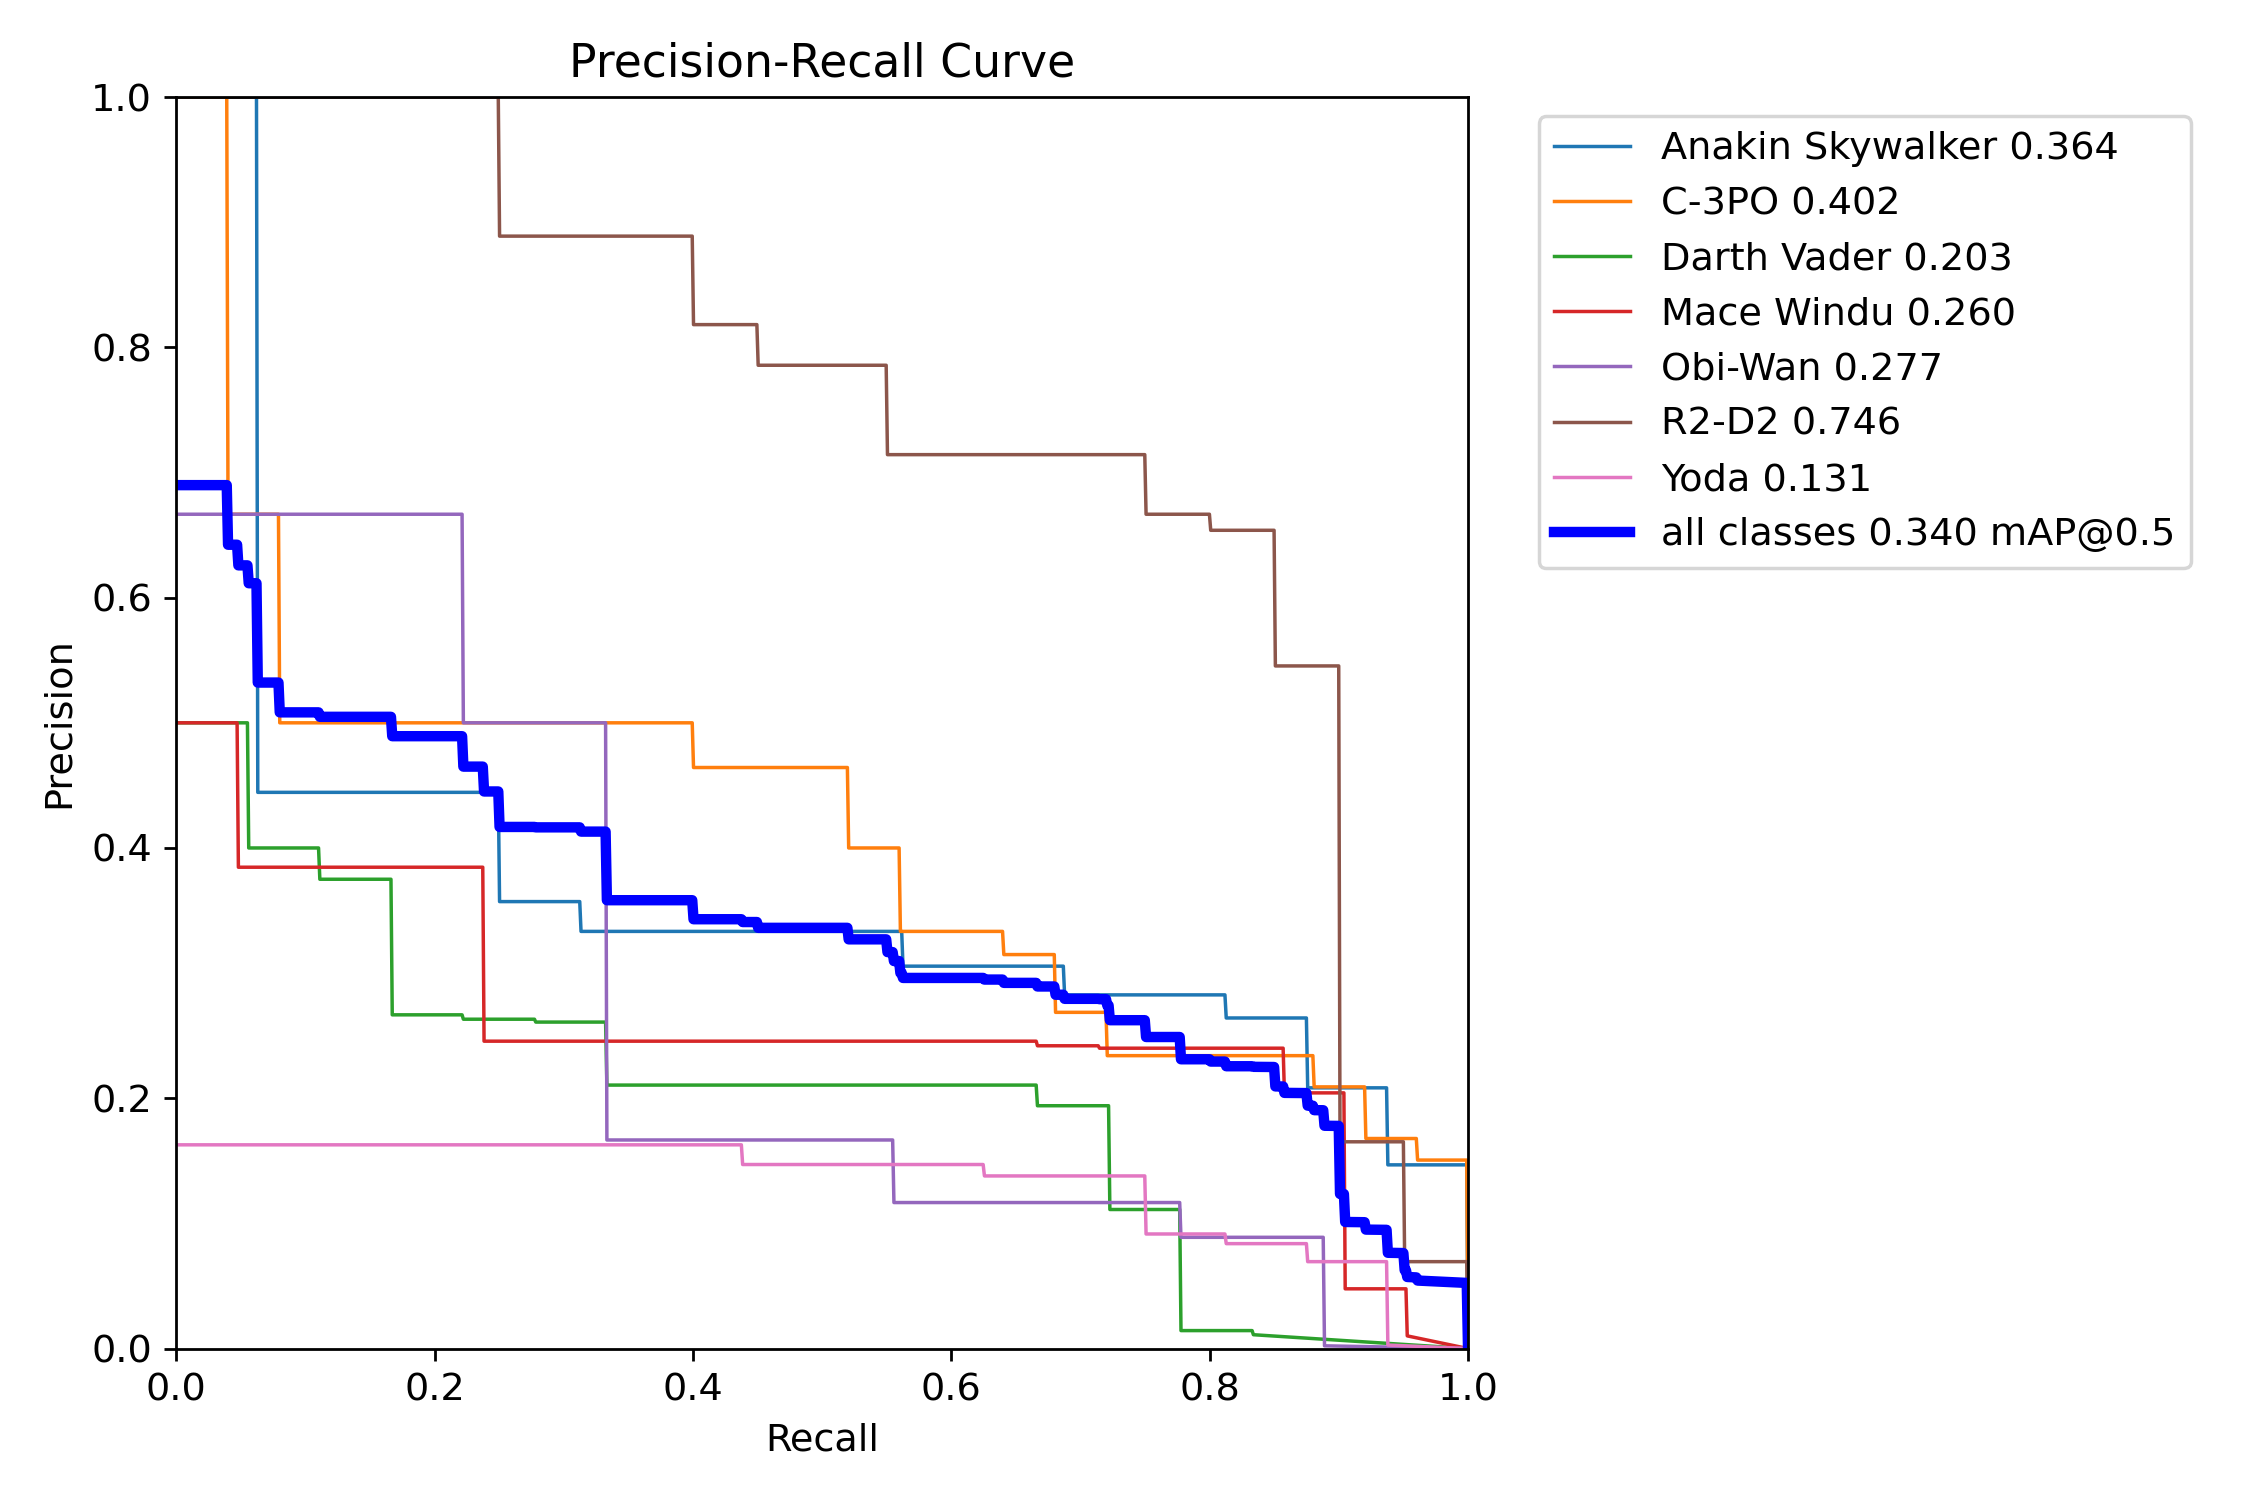 Precision-Recall Curve
1.0
0.8
0.6
0.4
0.2
0.0
Precision
0.0 0.2 0.4 0.6 0.8 1.0
Recall
Anakin Skywalker 0.364
C-3PO 0.402
Darth Vader 0.203
Mace Windu 0.260
Obi-Wan 0.277
R2-D2 0.746
Yoda 0.131
all classes 0.340 mAP@0.5